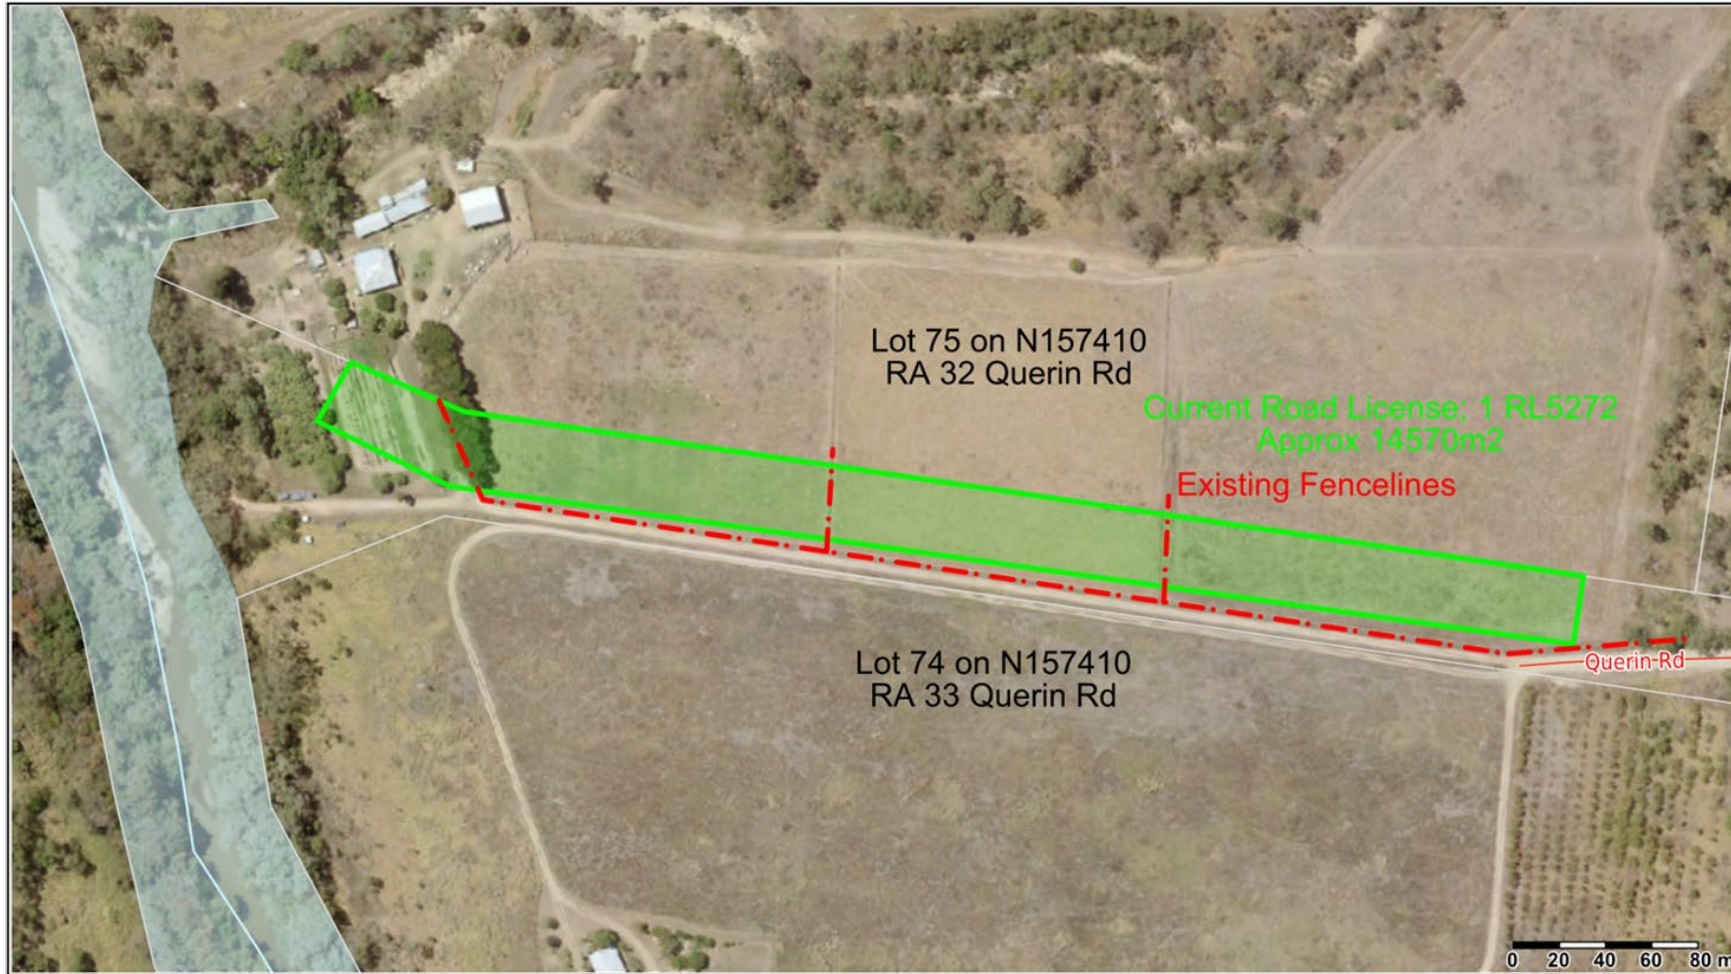 Lot 75 on N157410
RA 32 Querin Rd
Current Road License; 1 RL5272
Approx 14570m2
Existing Fencelines
Lot 74 on N157410
RA 33 Querin Rd
Querin Rd
0 20 40 60 80 m